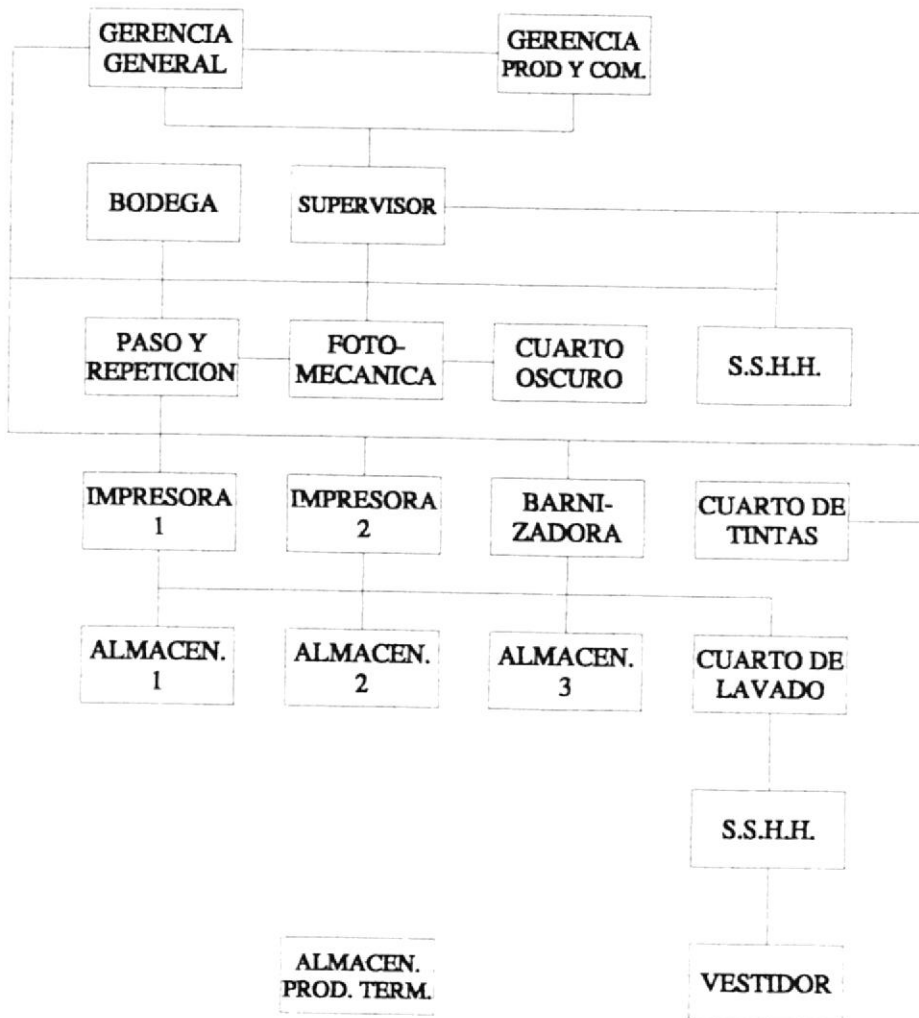 GERENCIA
GENERAL
GERENCIA
PROD Y COM.
BODEGA
SUPERVISOR
PASO Y
REPETICION
FOTO-
MECANICA
CUARTO
OSCURO
S.S.H.H.
IMPRESORA
1
IMPRESORA
2
BARNI-
ZADORA
CUARTO DE
TINTAS
ALMACEN.
1
ALMACEN.
2
ALMACEN.
3
CUARTO DE
LAVADO
S.S.H.H.
ALMACEN.
PROD. TERM.
VESTIDOR